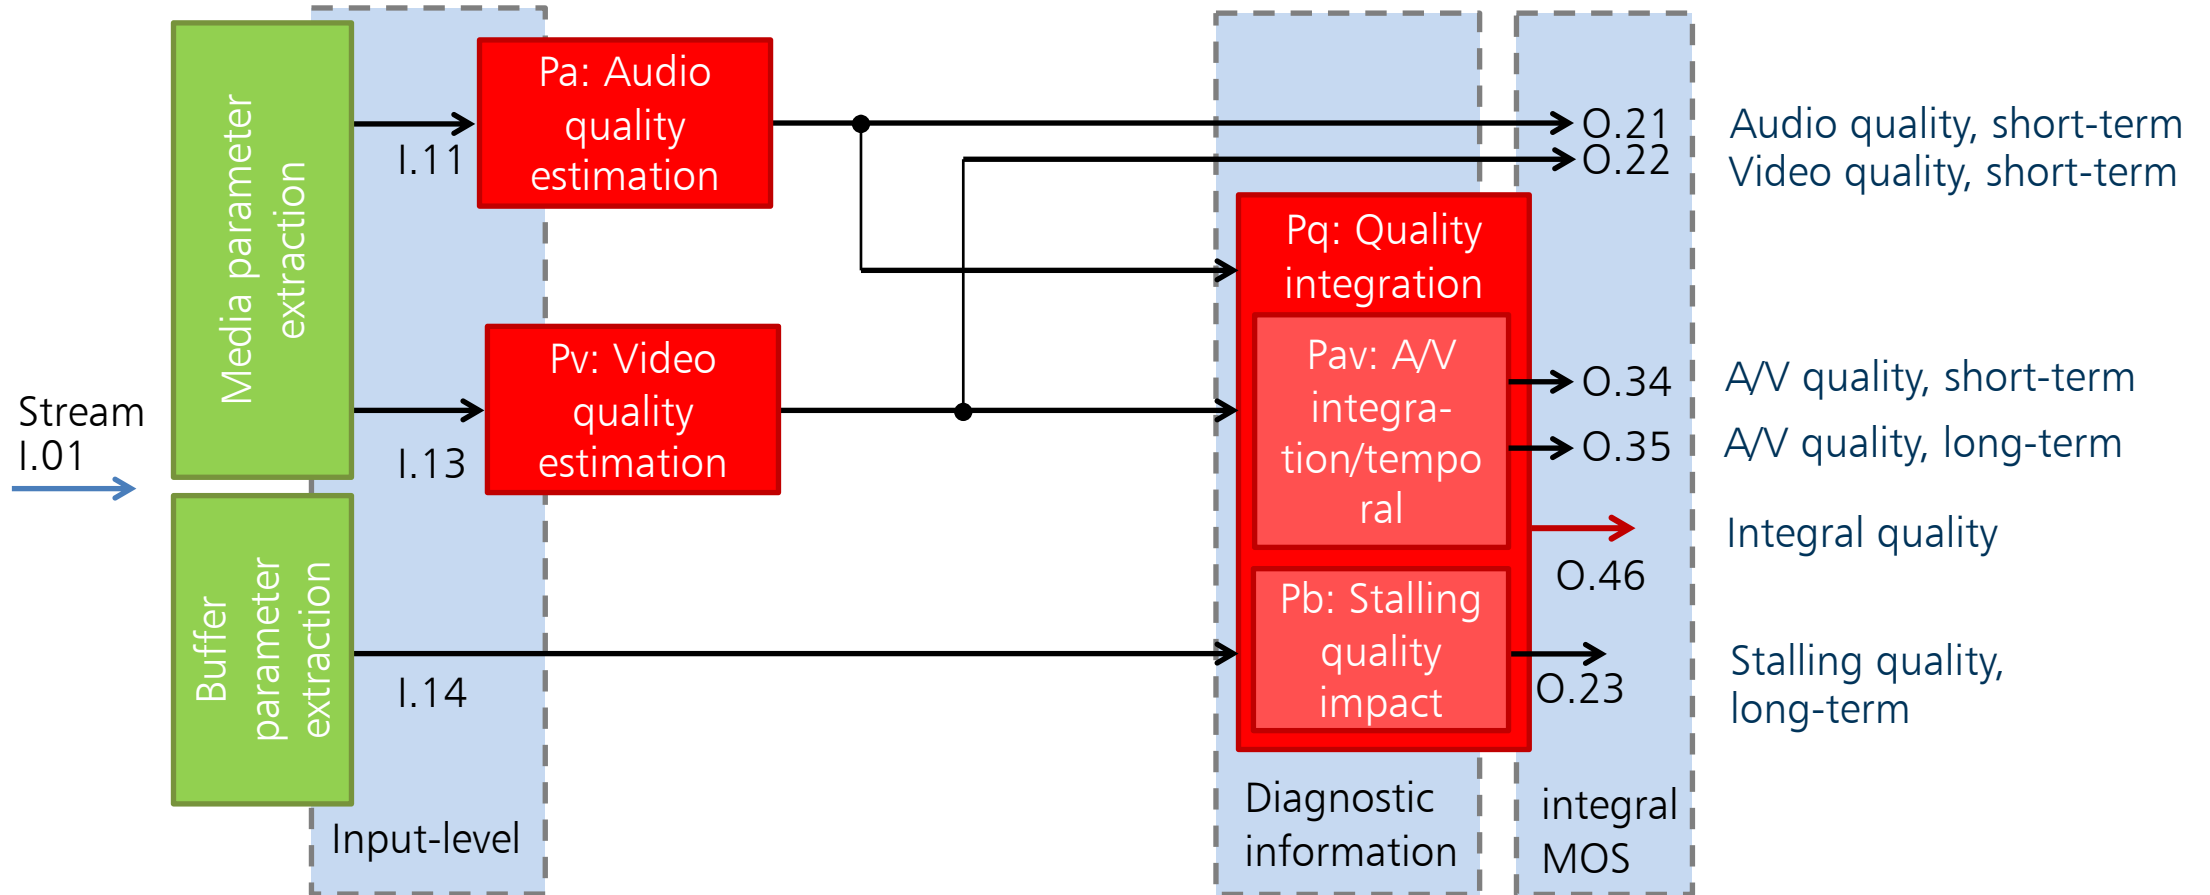 Stream
I.01
Media parameter
extraction
Buffer
parameter
extraction
I.11
I.13
I.14
Input-level
Pa: Audio
quality
estimation
Pv: Video
quality
estimation
Pq: Quality
integration
Pav: A/V
integra-
tion/tempo
ral
Pb: Stalling
quality
impact
Diagnostic
information
O.21
O.22
O.34
O.35
O.46
O.23
integral
MOS
Audio quality, short-term
Video quality, short-term
A/V quality, short-term
A/V quality, long-term
Integral quality
Stalling quality,
long-term